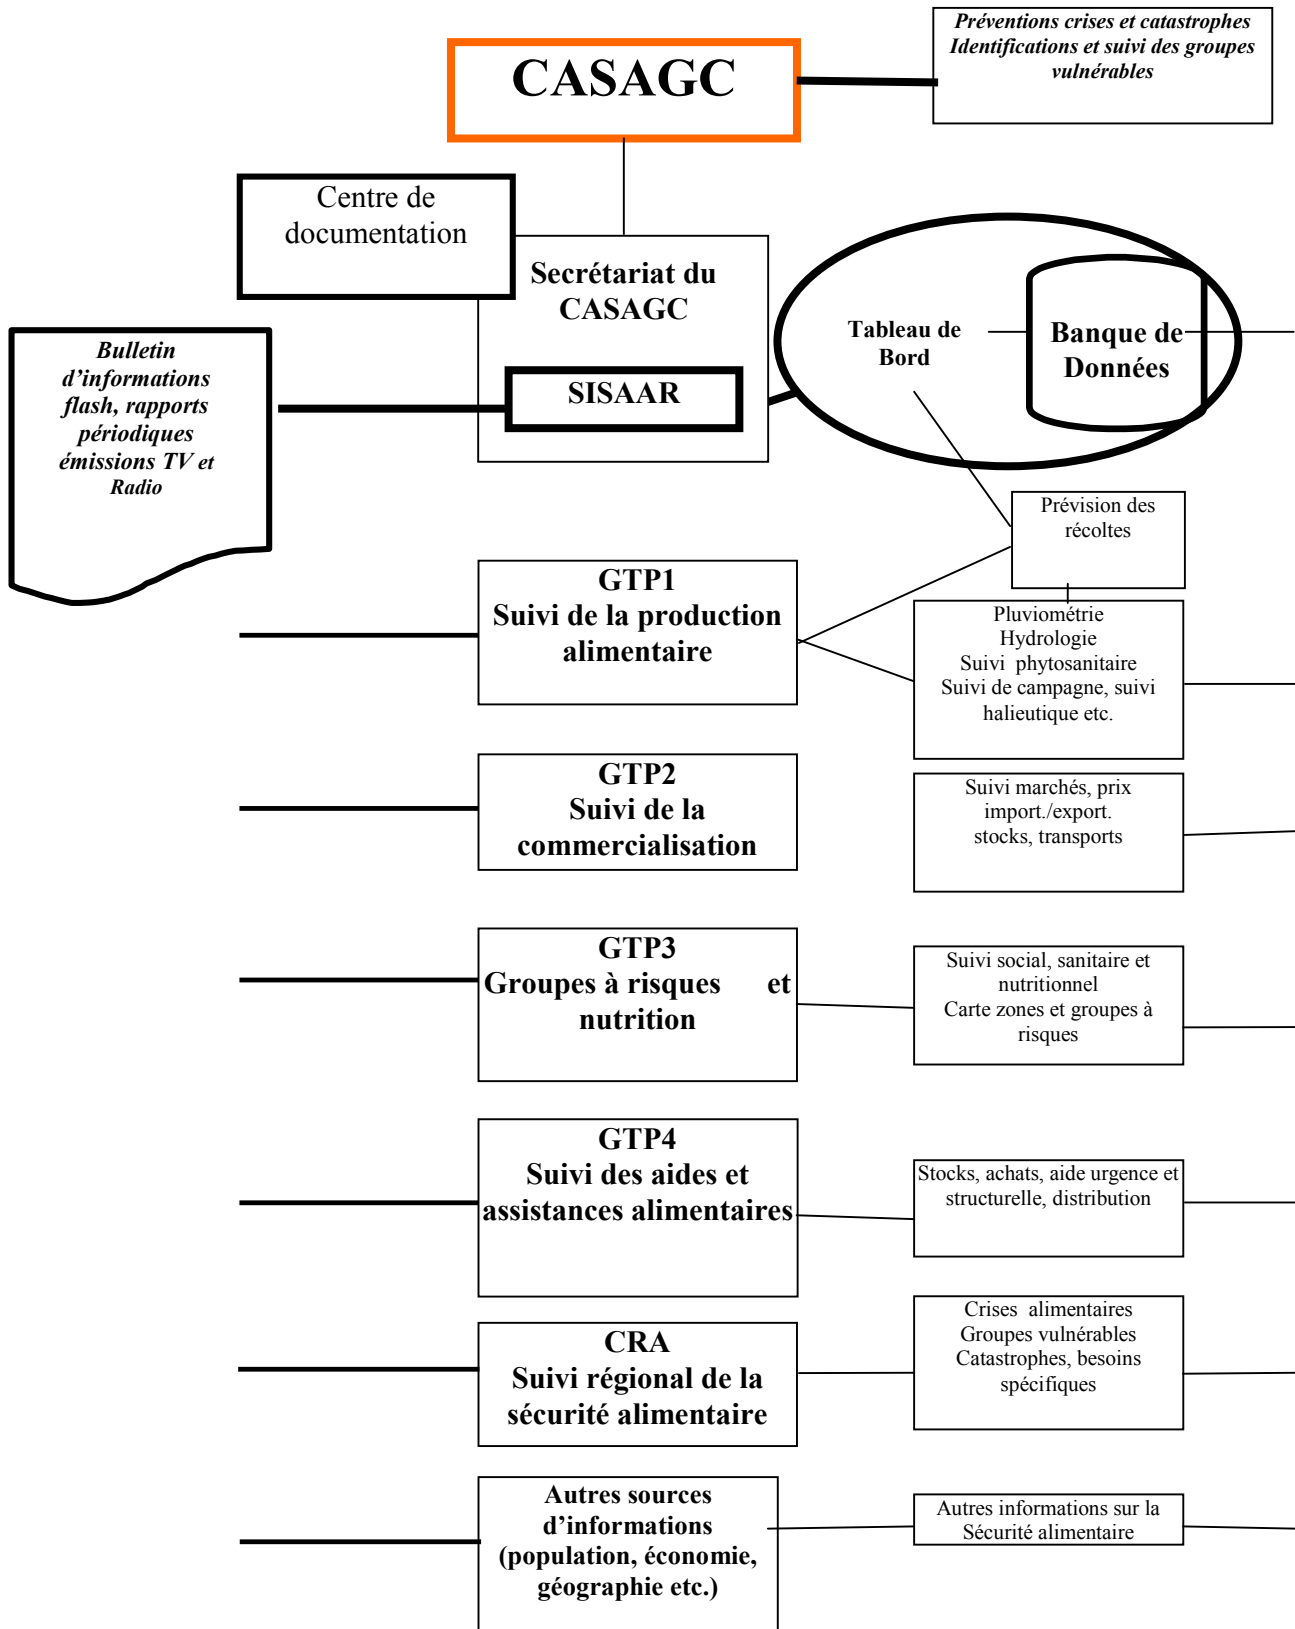 CASAGC
Préventions crises et catastrophes
Identifications et suivi des groupes
vulnérables
Centre de
documentation
Secrétariat du
CASAGC
SISAAR
Tableau de
Bord
Banque de
Données
Bulletin
d’informations
flash, rapports
périodiques
émissions TV et
Radio
Prévision des
récoltes
GTP1
Suivi de la production
alimentaire
Pluviométrie
Hydrologie
Suivi phytosanitaire
Suivi de campagne, suivi
halieutique etc.
GTP2
Suivi de la
commercialisation
Suivi marchés, prix
import./export.
stocks, transports
GTP3
Groupes à risques et
nutrition
Suivi social, sanitaire et
nutritionnel
Carte zones et groupes à
risques
GTP4
Suivi des aides et
assistances alimentaires
Stocks, achats, aide urgence et
structurelle, distribution
CRA
Suivi régional de la
sécurité alimentaire
Crises alimentaires
Groupes vulnérables
Catastrophes, besoins
spécifiques
Autres sources
d’informations
(population, économie,
géographie etc.)
Autres informations sur la
Sécurité alimentaire